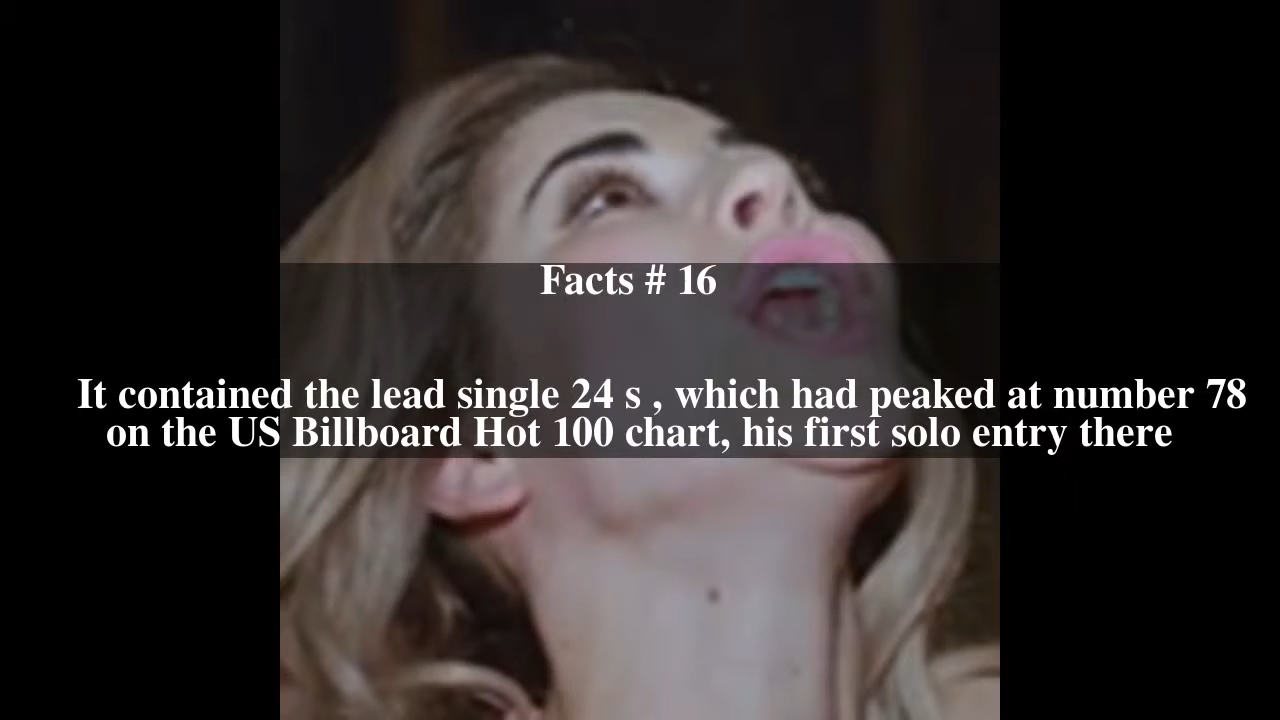 Facts # 16
It contained the lead single 24 s , which had peaked at number 78
on the US Billboard Hot 100 chart, his first solo entry there